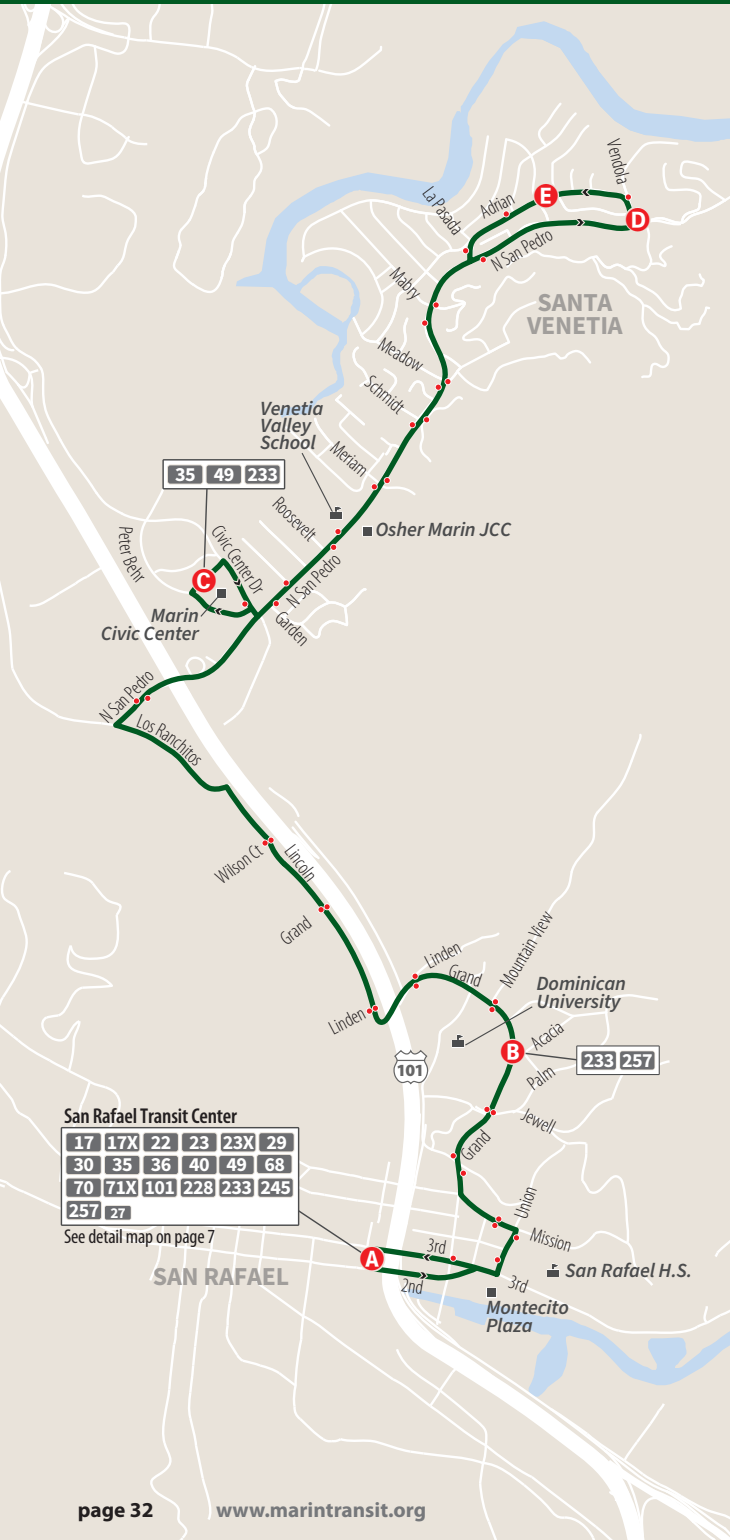 Vendola
E
La Pasada
Adrian
D
N San Pedro
Mabry
SANTA
VENETIA
Meadow
Schmidt
Venetia
Valley
School
Meriam
35 49 233
Roosevelt
Osher Marin JCC
Peter Behr
Civic Center Dr
C
N San Pedro
Marin
Civic Center
Garden
N San Pedro
Los Ranchitos
Wilson Ct
Lincoln
Grand
Linden
Grand
Mountain View
Dominican
University
Linden
Acacia
B
233 257
101
Palm
Jewell
Grand
San Rafael Transit Center
17 17X 22 23 23X 29
30 35 36 40 49 68
70 71X 101 228 233 245
257 27
See detail map on page 7
Union
Mission
3rd
A
SAN RAFAEL
2nd
3rd
San Rafael H.S.
Montecito
Plaza
page 32 www.marintransit.org